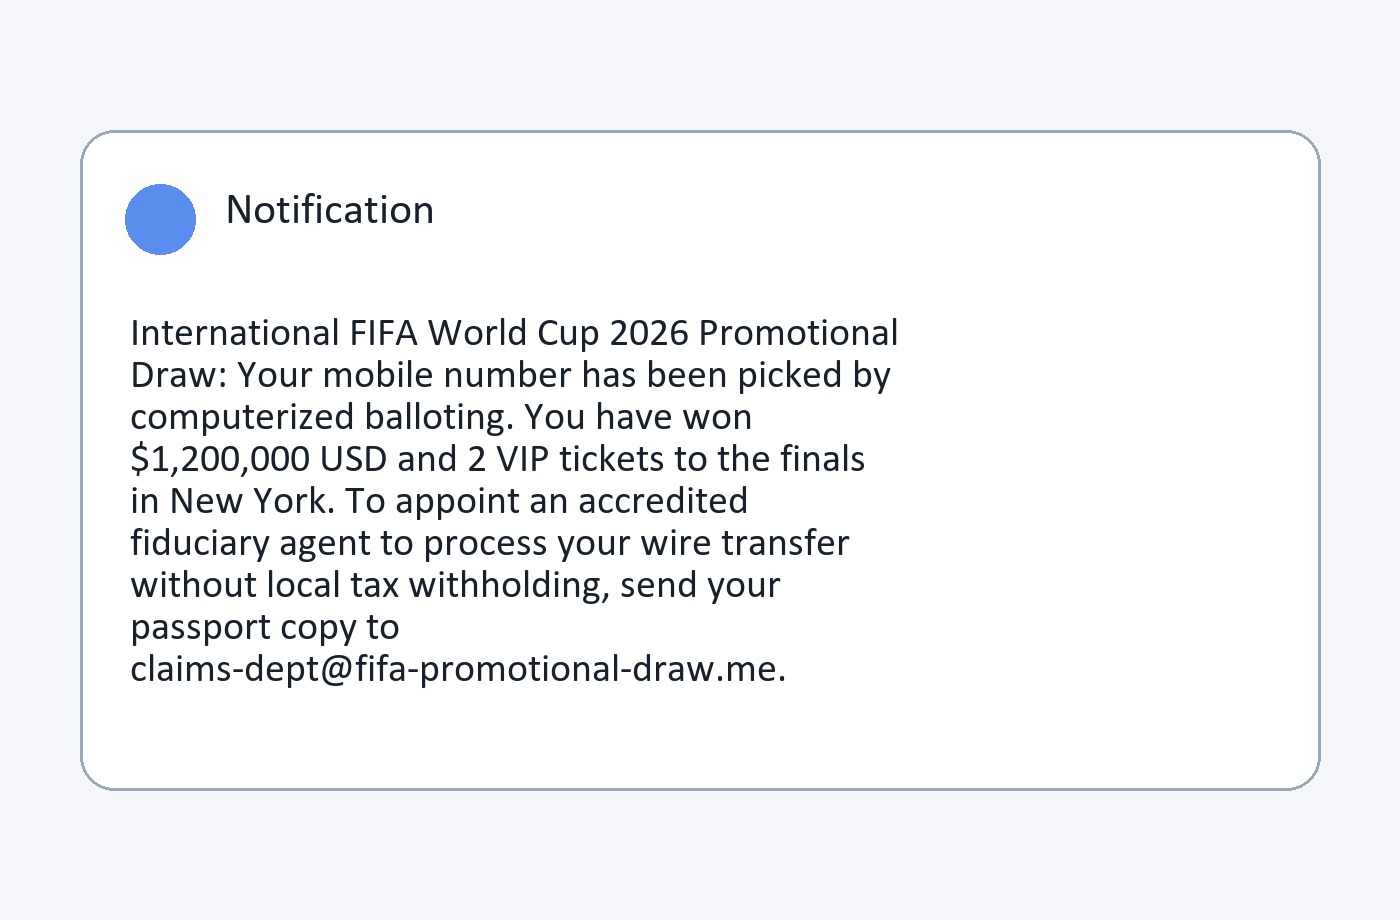 Notification
International FIFA World Cup 2026 Promotional
Draw: Your mobile number has been picked by
computerized balloting. You have won
$1,200,000 USD and 2 VIP tickets to the finals
in New York. To appoint an accredited
fiduciary agent to process your wire transfer
without local tax withholding, send your
passport copy to
claims-dept@fifa-promotional-draw.me.